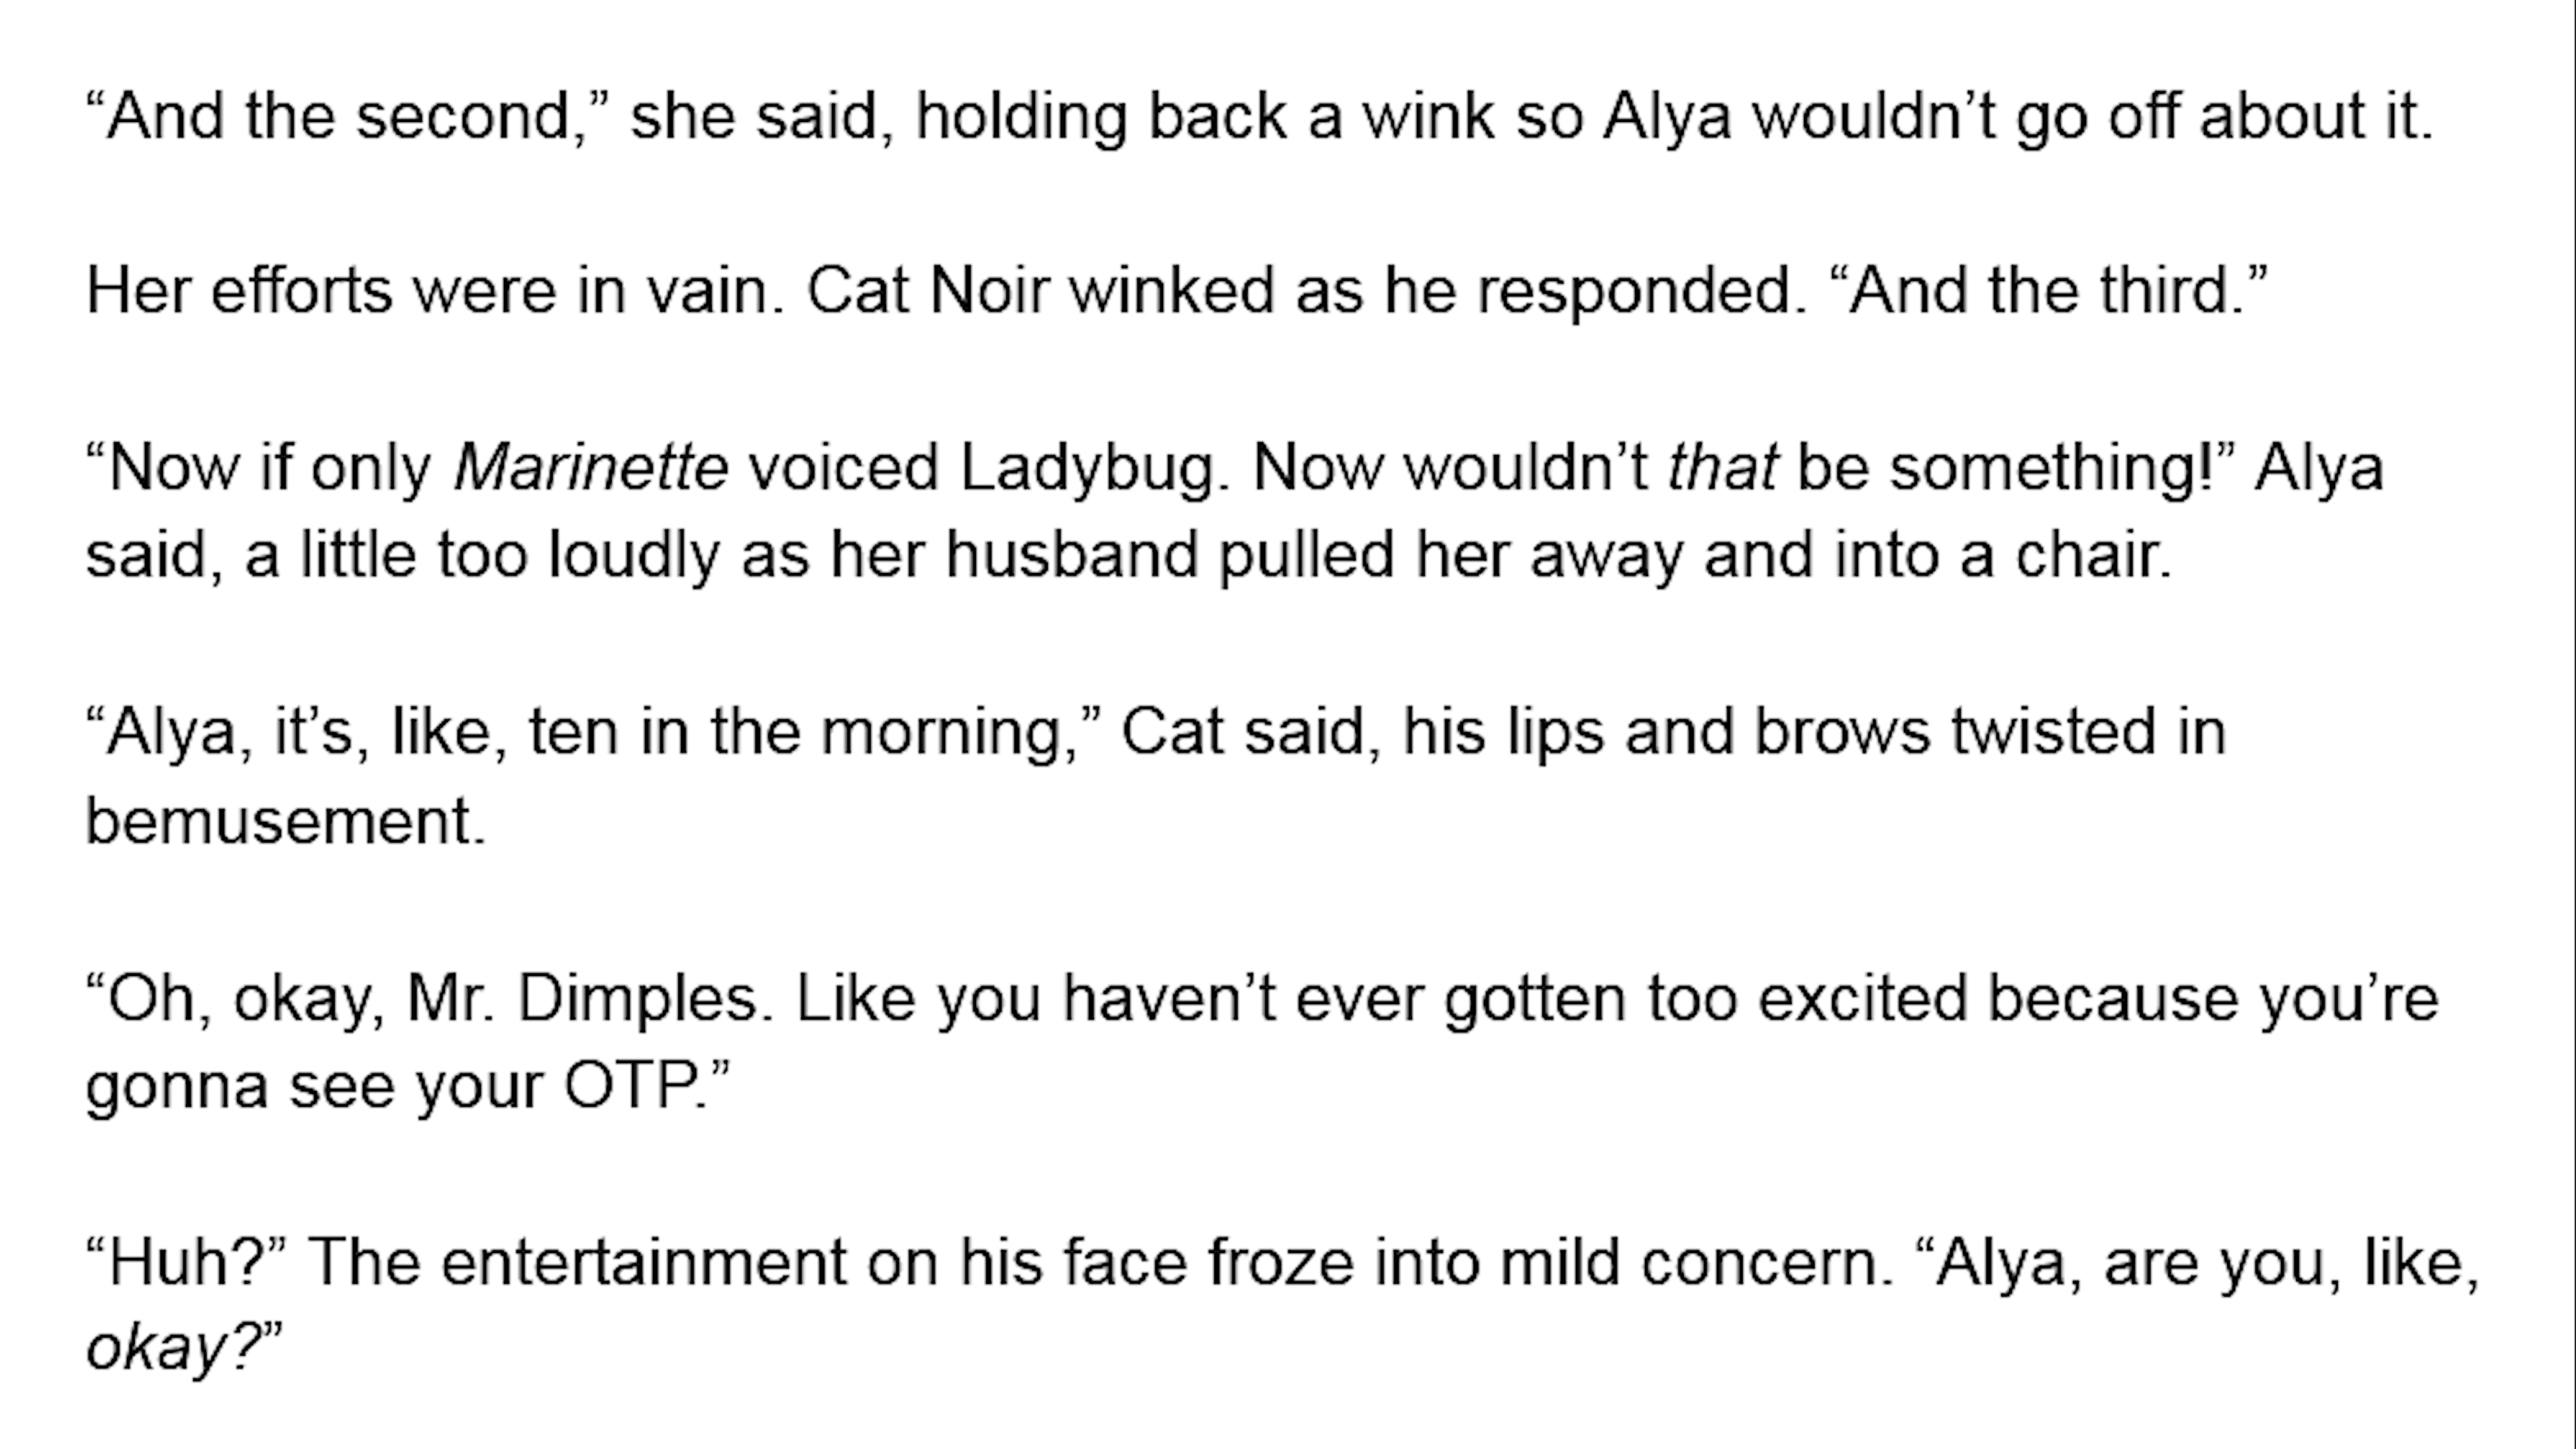 “And the second,” she said, holding back a wink so Alya wouldn’t go off about it.
Her efforts were in vain. Cat Noir winked as he responded. “And the third.”
“Now if only Marinette voiced Ladybug. Now wouldn’t that be something!” Alya
said, a little too loudly as her husband pulled her away and into a chair.
“Alya, it’s, like, ten in the morning,” Cat said, his lips and brows twisted in
bemusement.
“Oh, okay, Mr. Dimples. Like you haven’t ever gotten too excited because you’re
gonna see your OTP.”
“Huh?” The entertainment on his face froze into mild concern. “Alya, are you, like,
okay?”